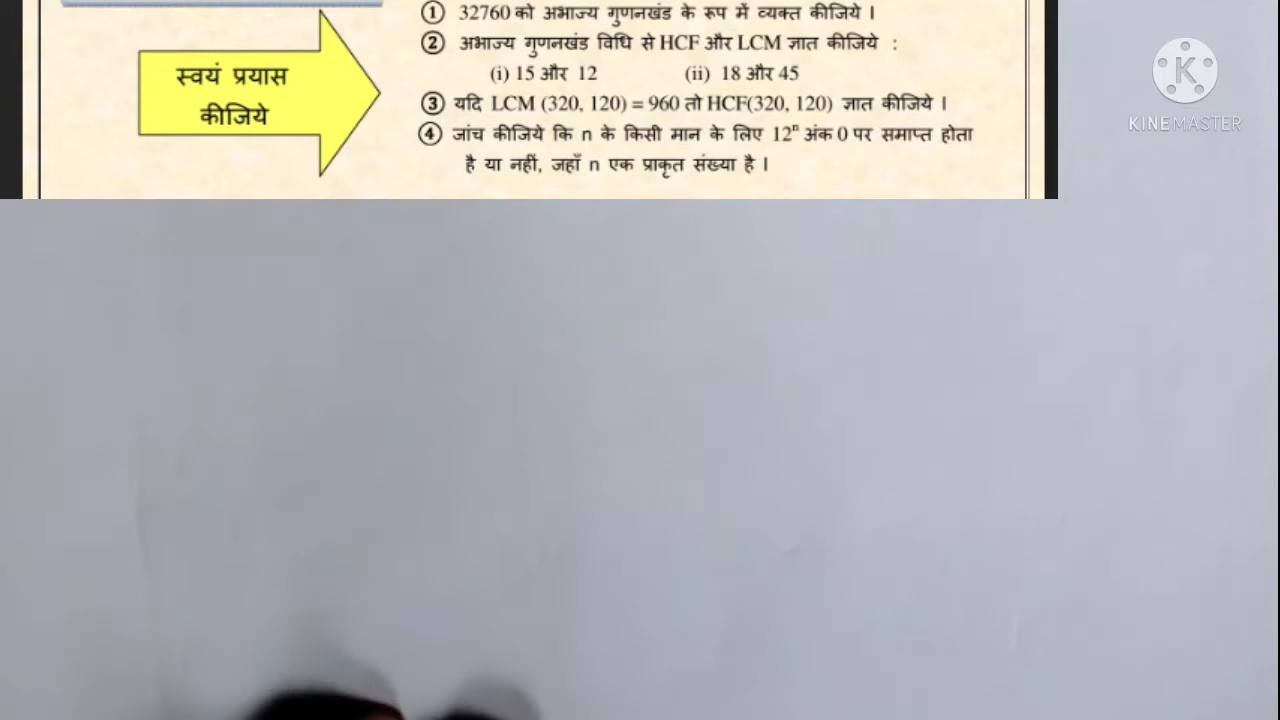 ① 32760 को अभाज्य गुणनखंड के रूप में व्यक्त कीजिये ।
② अभाज्य गुणनखंड विधि से HCF और LCM ज्ञात कीजिये :
(i) 15 और 12 (ii) 18 और 45
③ यदि LCM (320, 120) = 960 तो HCF(320, 120) ज्ञात कीजिये ।
④ जांच कीजिये कि n के किसी मान के लिए 12ⁿ अंक 0 पर समाप्त होता
है या नहीं, जहाँ n एक प्राकृत संख्या है ।
स्वयं प्रयास
कीजिये
K
KINEMASTER